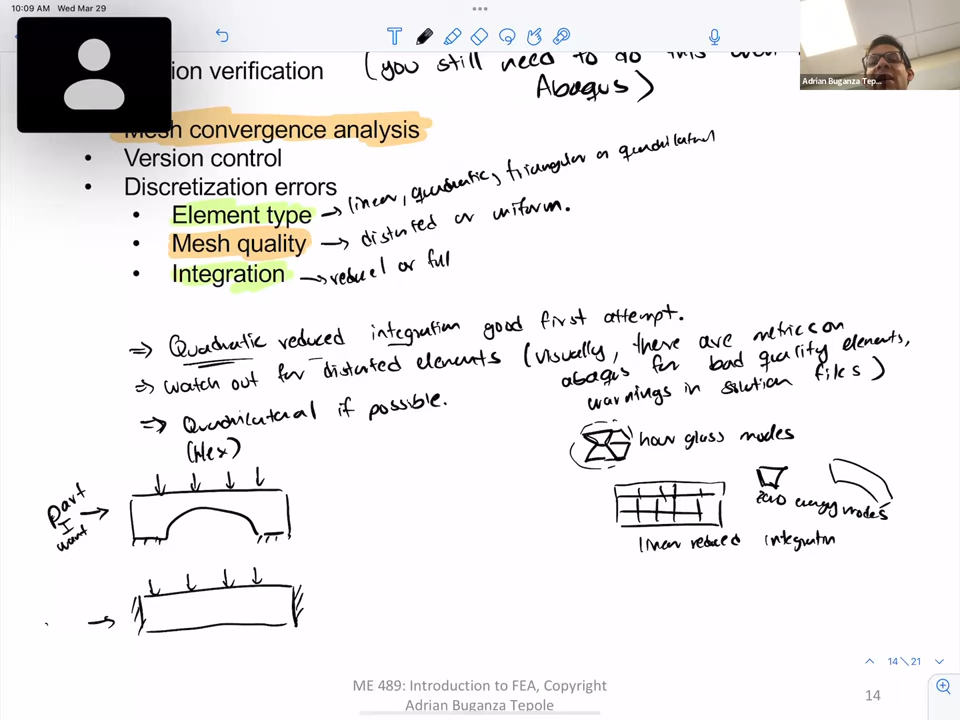 10:09 AM Wed Mar 29
Adrian Buganza Tep...
ion verification
(you still need to do this
Abaqus)
Mesh convergence analysis
• Version control
• Discretization errors
• Element type → linear, quadratic, triangular or quadrilateral
• Mesh quality → distorted or uniform.
• Integration → reduced or full
⇒ Quadratic reduced integration good first attempt.
⇒ Watch out for distorted elements (visually, there are metrics on
abaqus for bad quality elements,
warnings in solution files)
⇒ Quadrilateral if possible.
(Hex)
hour glass modes
Part
I
want
zero energy modes
linear reduced integration
14\21
ME 489: Introduction to FEA, Copyright
Adrian Buganza Tepole
14